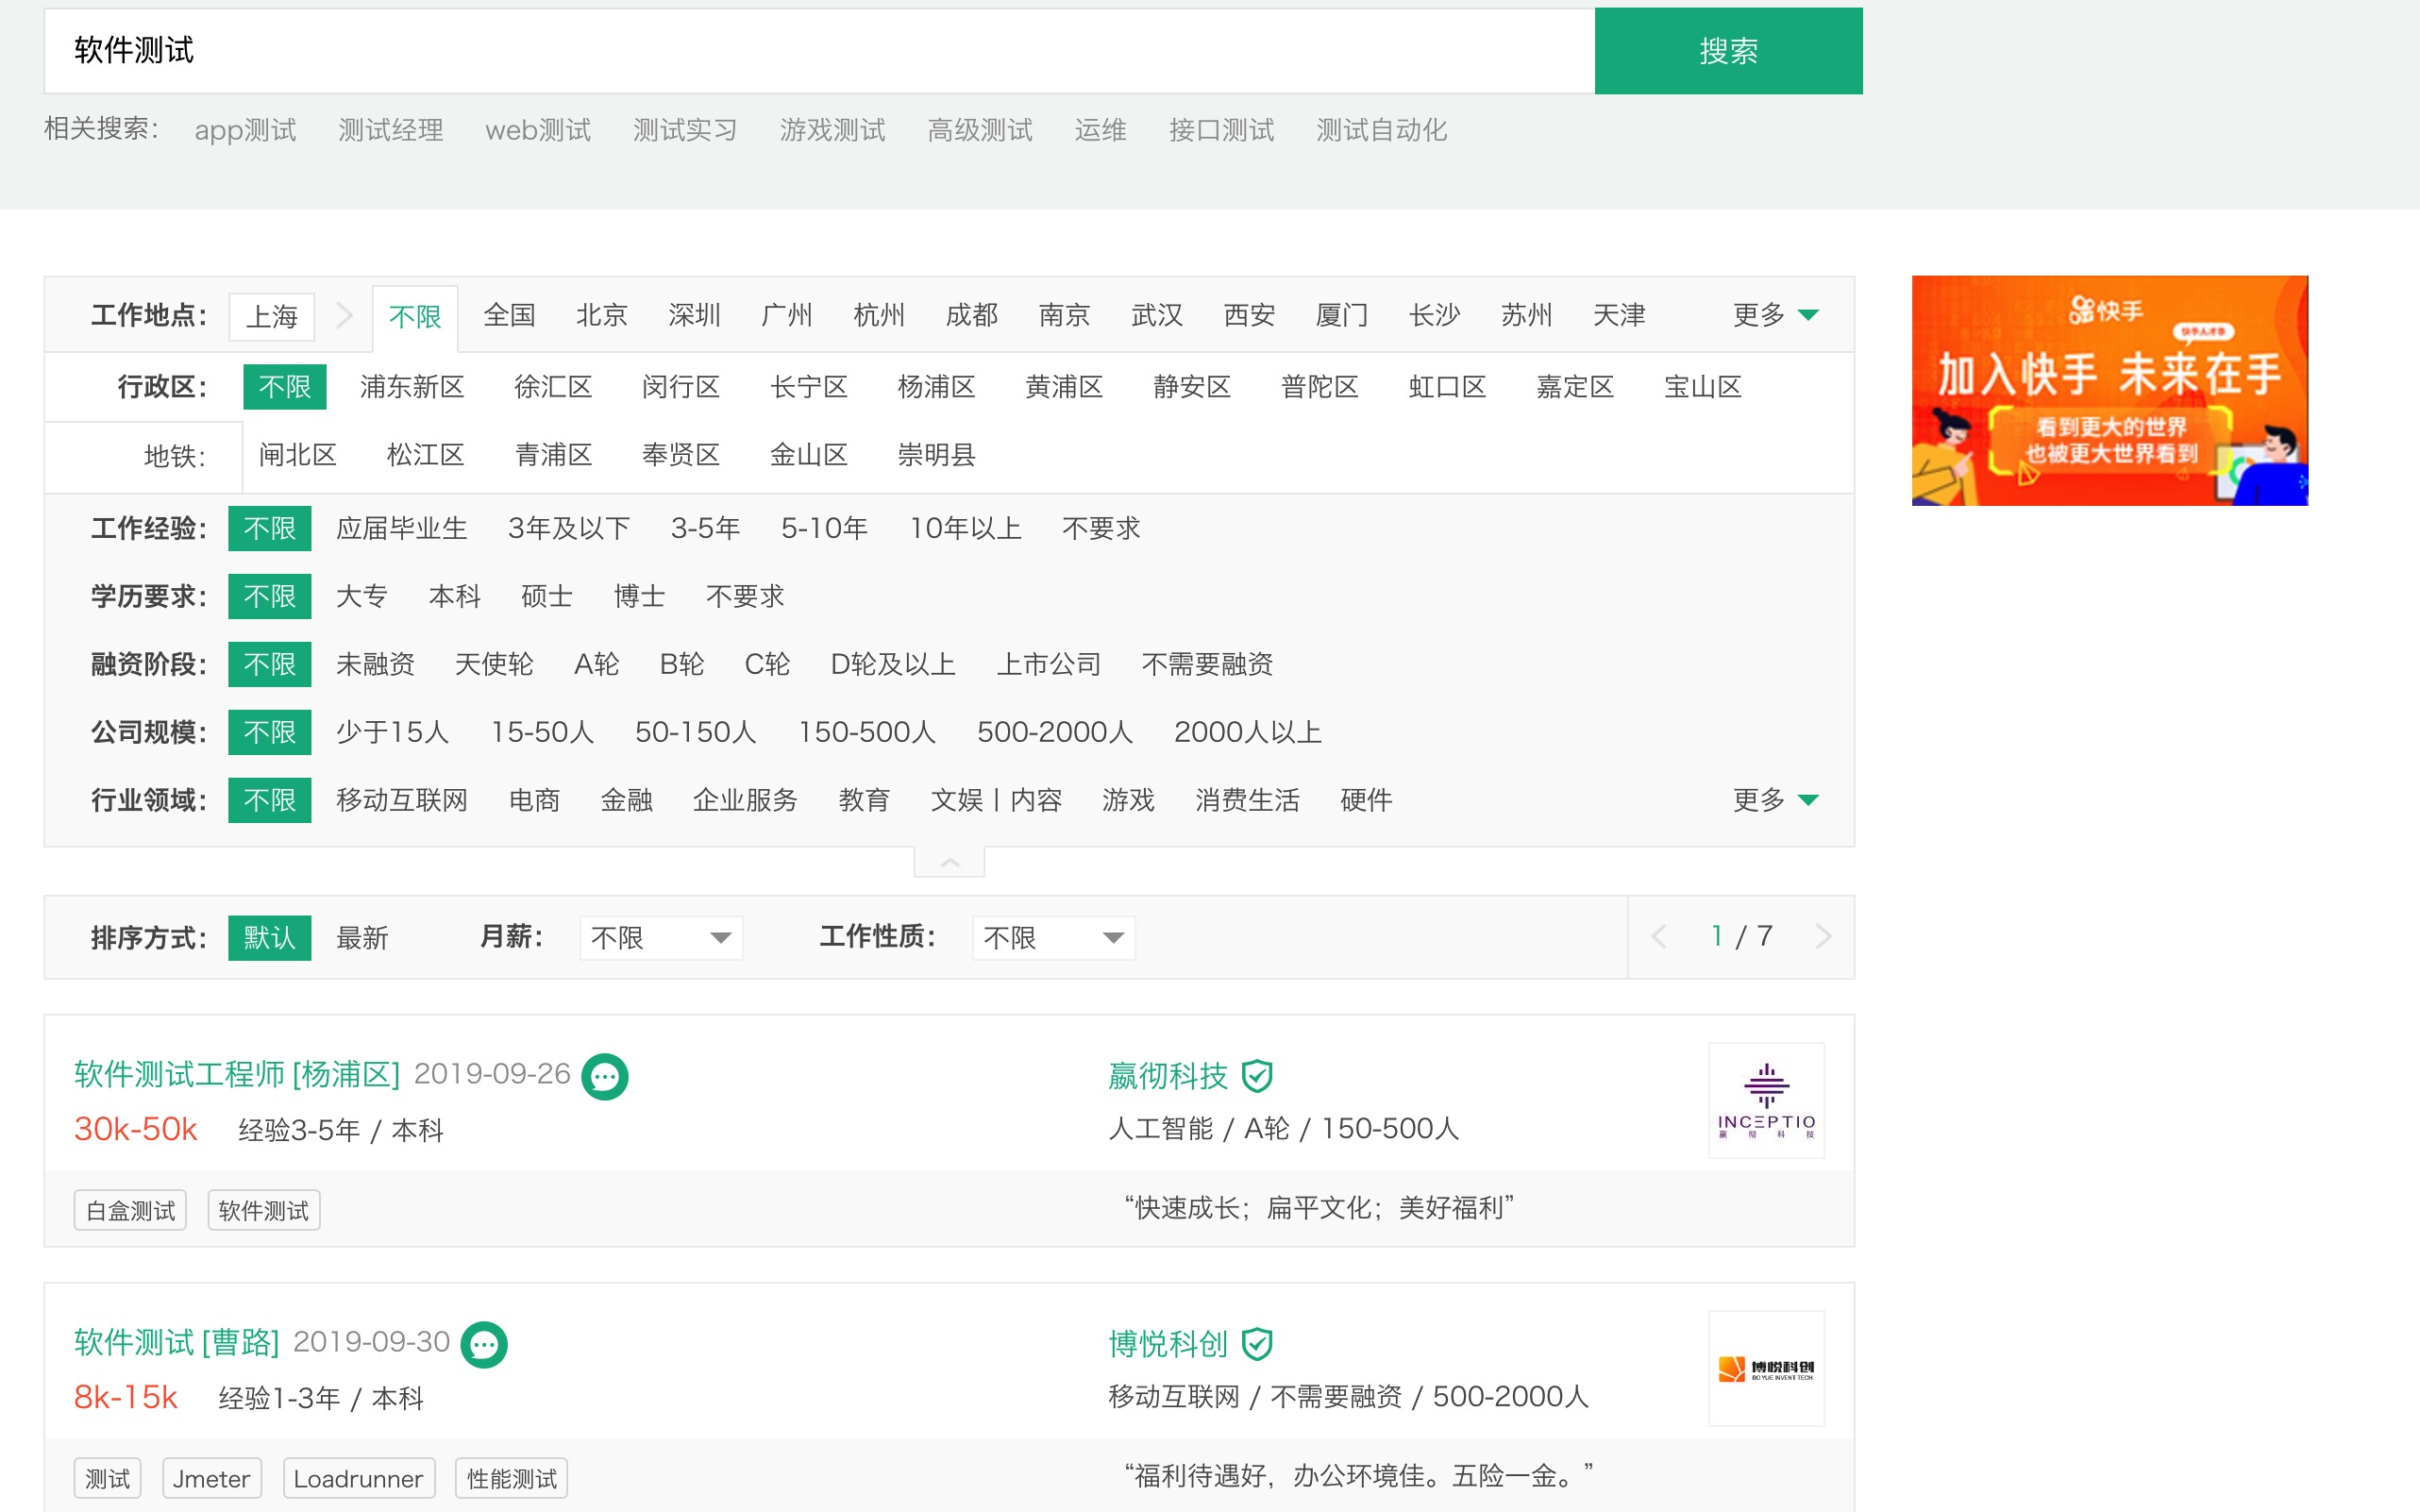 软件测试 搜索
相关搜索: app测试 测试经理 web测试 测试实习 游戏测试 高级测试 运维 接口测试 测试自动化
工作地点: 上海 不限 全国 北京 深圳 广州 杭州 成都 南京 武汉 西安 厦门 长沙 苏州 天津 更多
行政区: 不限 浦东新区 徐汇区 闵行区 长宁区 杨浦区 黄浦区 静安区 普陀区 虹口区 嘉定区 宝山区
地铁: 闸北区 松江区 青浦区 奉贤区 金山区 崇明县
工作经验: 不限 应届毕业生 3年及以下 3-5年 5-10年 10年以上 不要求
学历要求: 不限 大专 本科 硕士 博士 不要求
融资阶段: 不限 未融资 天使轮 A轮 B轮 C轮 D轮及以上 上市公司 不需要融资
公司规模: 不限 少于15人 15-50人 50-150人 150-500人 500-2000人 2000人以上
行业领域: 不限 移动互联网 电商 金融 企业服务 教育 文娱丨内容 游戏 消费生活 硬件 更多
快手
快手人才季
加入快手 未来在手
看到更大的世界
也被更大世界看到
排序方式: 默认 最新 月薪: 不限 工作性质: 不限 1 / 7
软件测试工程师 [杨浦区] 2019-09-26
30k-50k 经验3-5年 / 本科
嬴彻科技
人工智能 / A轮 / 150-500人
INCEPTIO
嬴彻科技
白盒测试 软件测试
“快速成长；扁平文化；美好福利”
软件测试 [曹路] 2019-09-30
8k-15k 经验1-3年 / 本科
博悦科创
移动互联网 / 不需要融资 / 500-2000人
博悦科创
BO YUE INVENT TECH
测试 Jmeter Loadrunner 性能测试
“福利待遇好，办公环境佳。五险一金。”